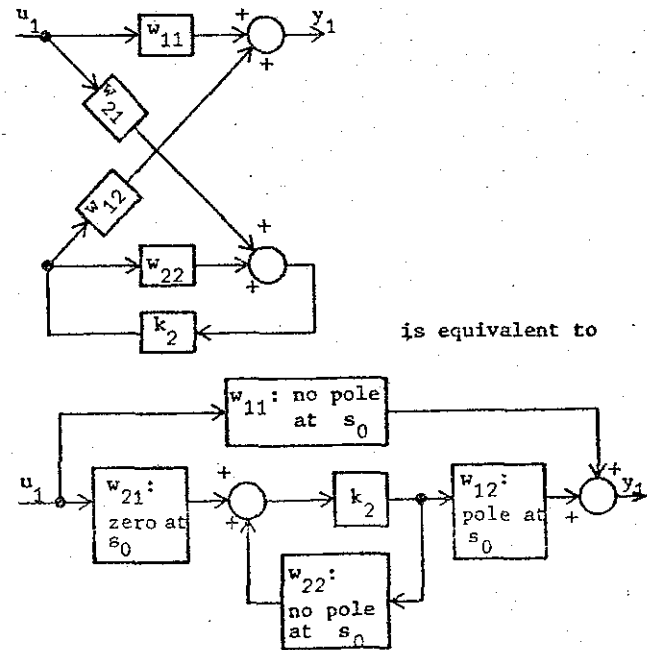 u1
w11
+
y1
+
w21
w12
+
w22
+
k2
is equivalent to
w11: no pole
at s0
u1
w21:
zero at
s0
+
+
k2
w12:
pole at
s0
+
+
y1
w22:
no pole
at s0